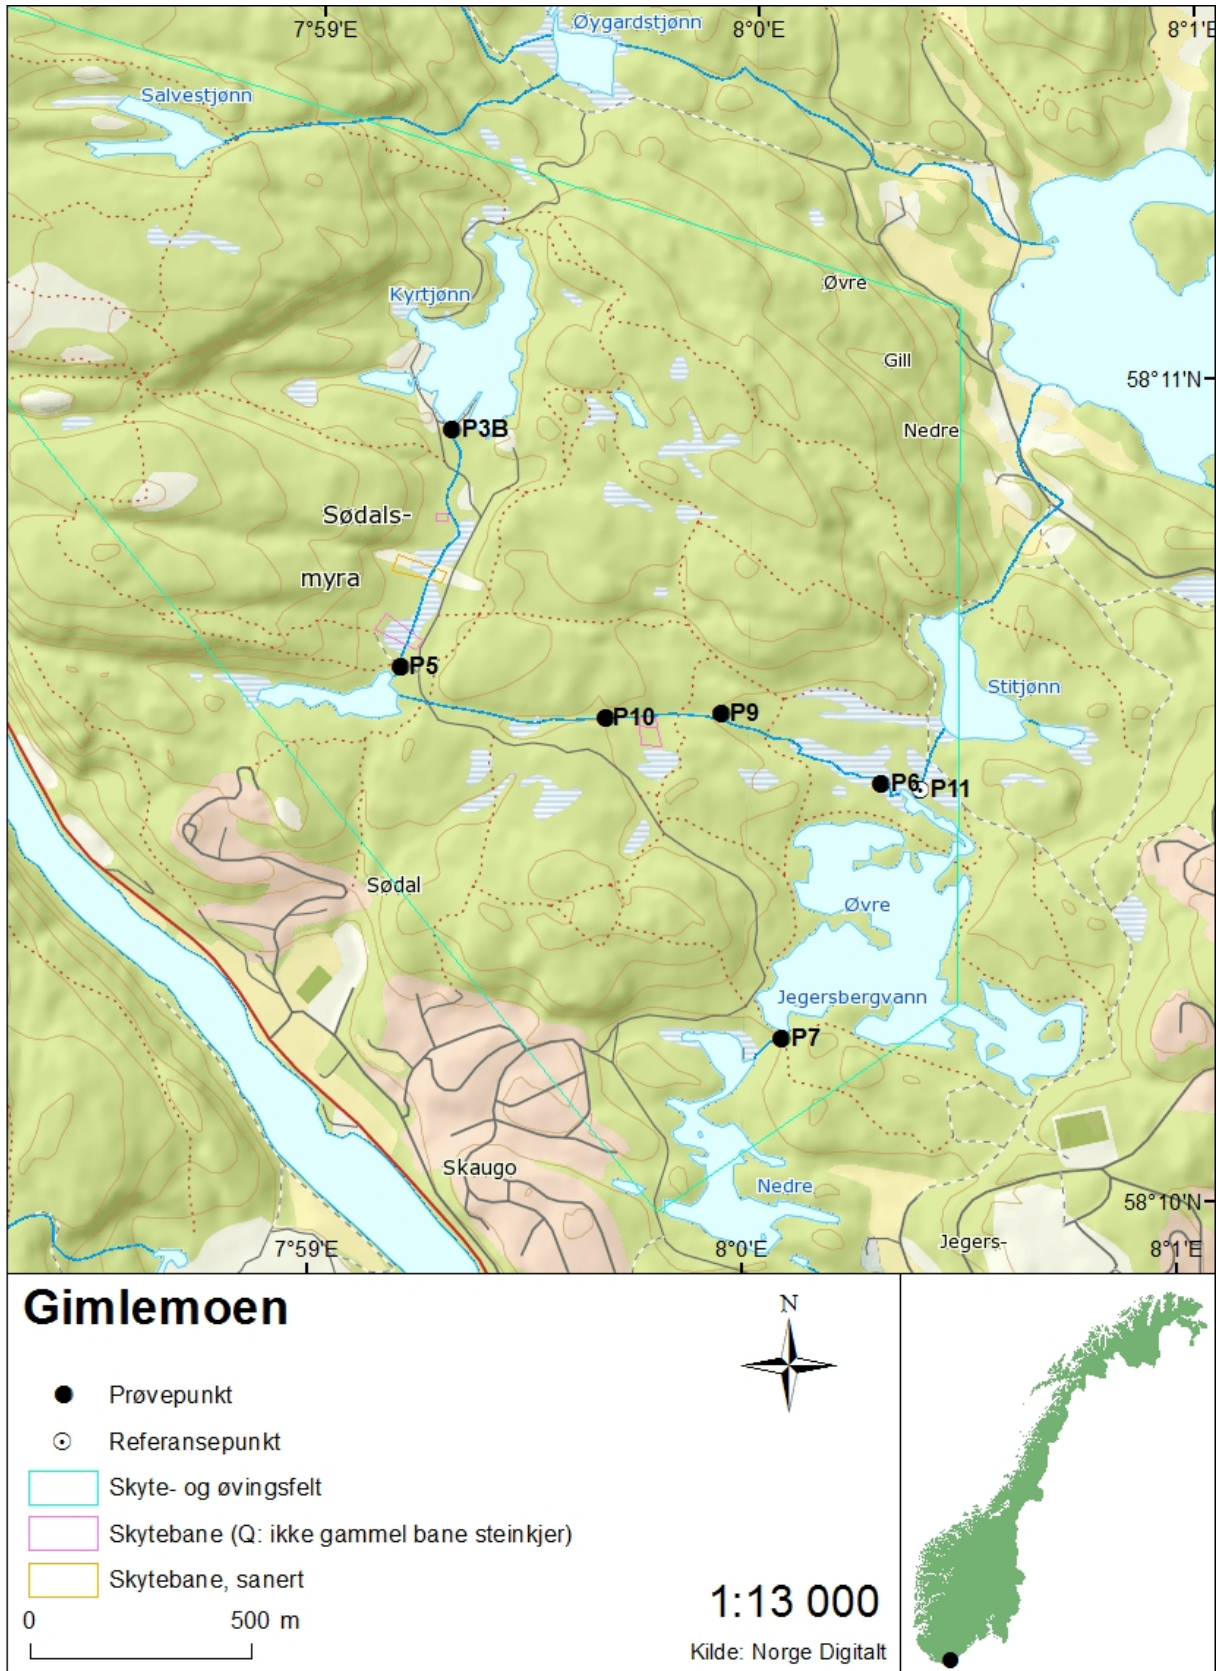 7°59'E
Øygardstjønn
8°0'E
8°1'E
Salvestjønn
Øvre
Kyrtjønn
Gill
58°11'N
Nedre
P3B
Sødals-
myra
P5
Stitjønn
P10
P9
P6
P11
Sødal
Øvre
Jegersbergvann
P7
Skaugo
Nedre
58°10'N
7°59'E
8°0'E
Jegers-
8°1'E
Gimlemoen
N
Prøvepunkt
Referansepunkt
Skyte- og øvingsfelt
Skytebane (Q: ikke gammel bane steinkjer)
Skytebane, sanert
0 500 m
1:13 000
Kilde: Norge Digitalt